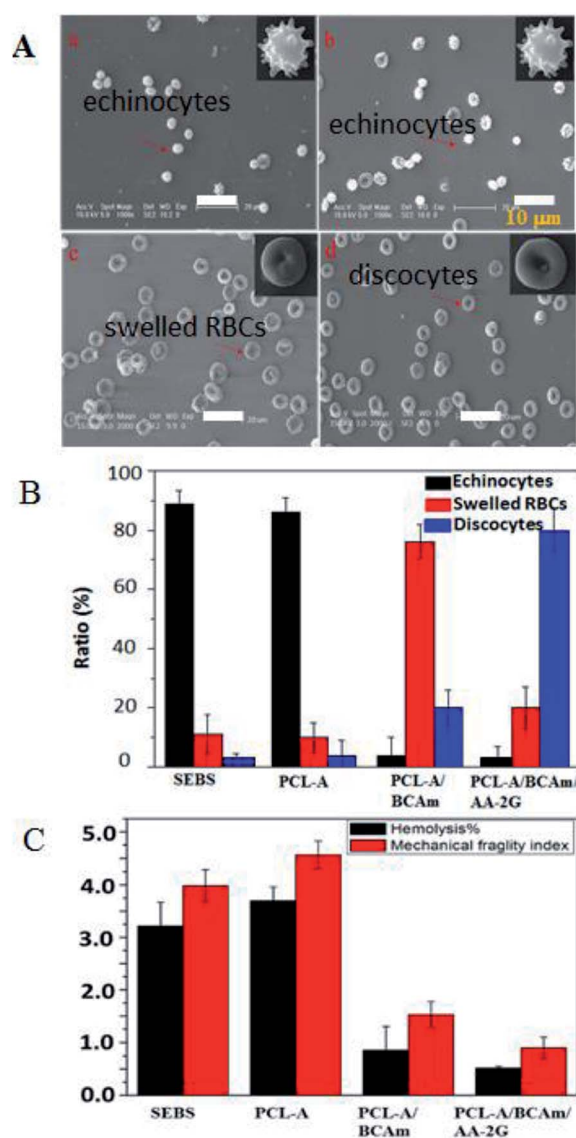 A
a
b
echinocytes
echinocytes
10 µm
c
d
discocytes
swelled RBCs
B
100
80
60
40
20
0
Ratio (%)
Echinocytes
Swelled RBCs
Discocytes
SEBS
PCL-A
PCL-A/
BCAm
PCL-A/BCAm/
AA-2G
C
5.0
4.0
3.0
2.0
1.0
0.0
Hemolysis%
Mechanical fraglity index
SEBS
PCL-A
PCL-A/
BCAm
PCL-A/BCAm/
AA-2G